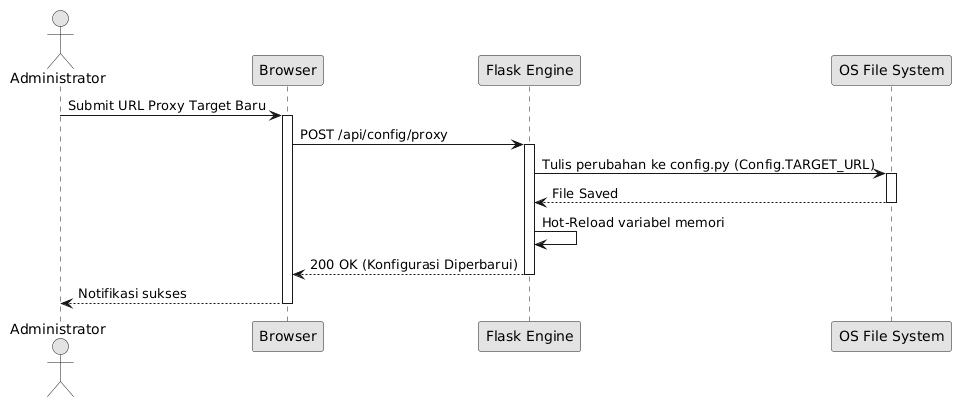 Administrator
Browser
Flask Engine
OS File System
Submit URL Proxy Target Baru
POST /api/config/proxy
Tulis perubahan ke config.py (Config.TARGET_URL)
File Saved
Hot-Reload variabel memori
200 OK (Konfigurasi Diperbarui)
Notifikasi sukses
Administrator
Browser
Flask Engine
OS File System